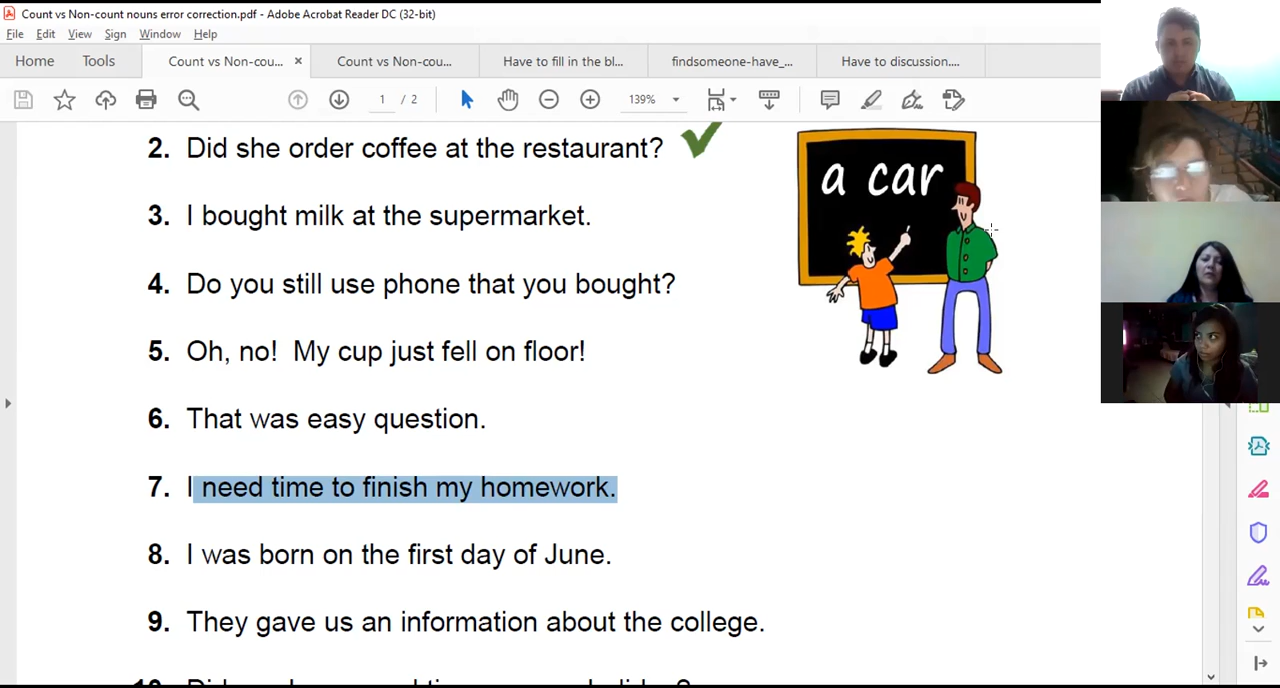 Count vs Non-count nouns error correction.pdf - Adobe Acrobat Reader DC (32-bit)
File Edit View Sign Window Help
Home Tools Count vs Non-cou... × Count vs Non-cou... Have to fill in the bl... findsomeone-have_... Have to discussion....
1 / 2 139%
2. Did she order coffee at the restaurant?
a car
3. I bought milk at the supermarket.
4. Do you still use phone that you bought?
5. Oh, no! My cup just fell on floor!
6. That was easy question.
7. I need time to finish my homework.
8. I was born on the first day of June.
9. They gave us an information about the college.